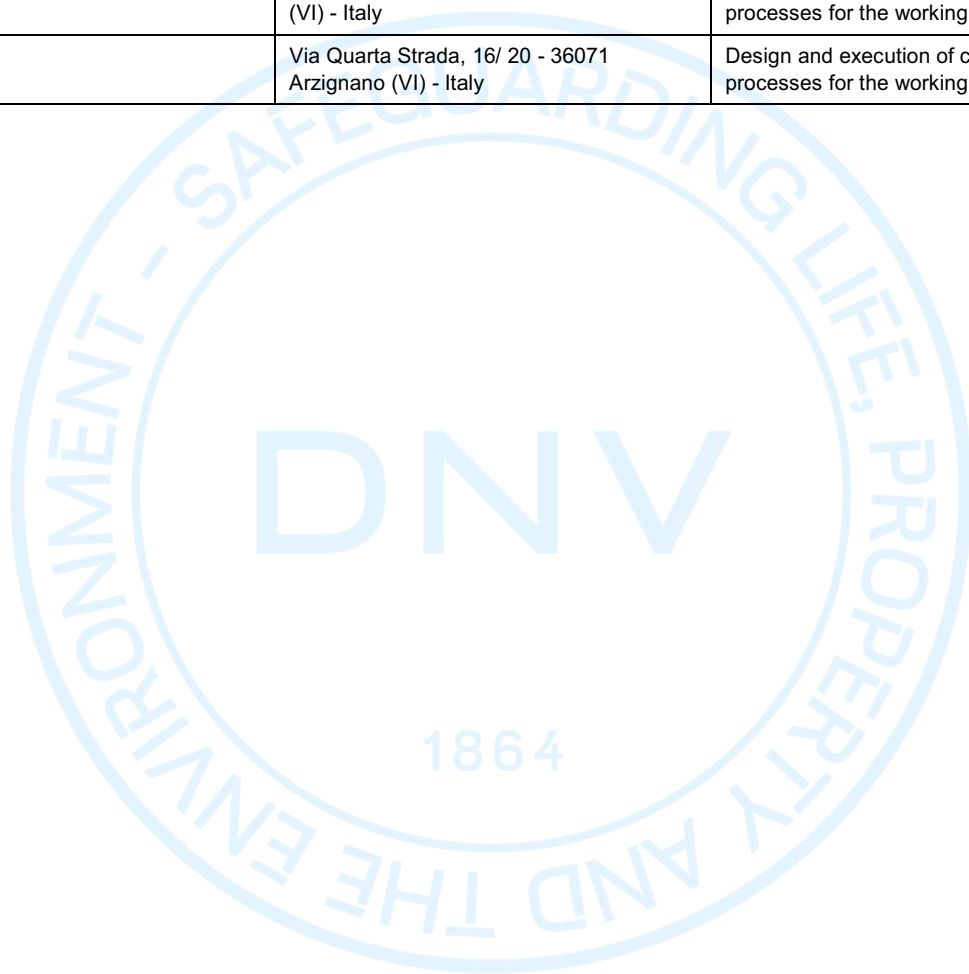 (VI) - Italy
processes for the working
Via Quarta Strada, 16/ 20 - 36071
Arzignano (VI) - Italy
Design and execution of
processes for the working
SAFEGUARDING LIFE, PROPERTY AND THE ENVIRONMENT -
DNV
1864